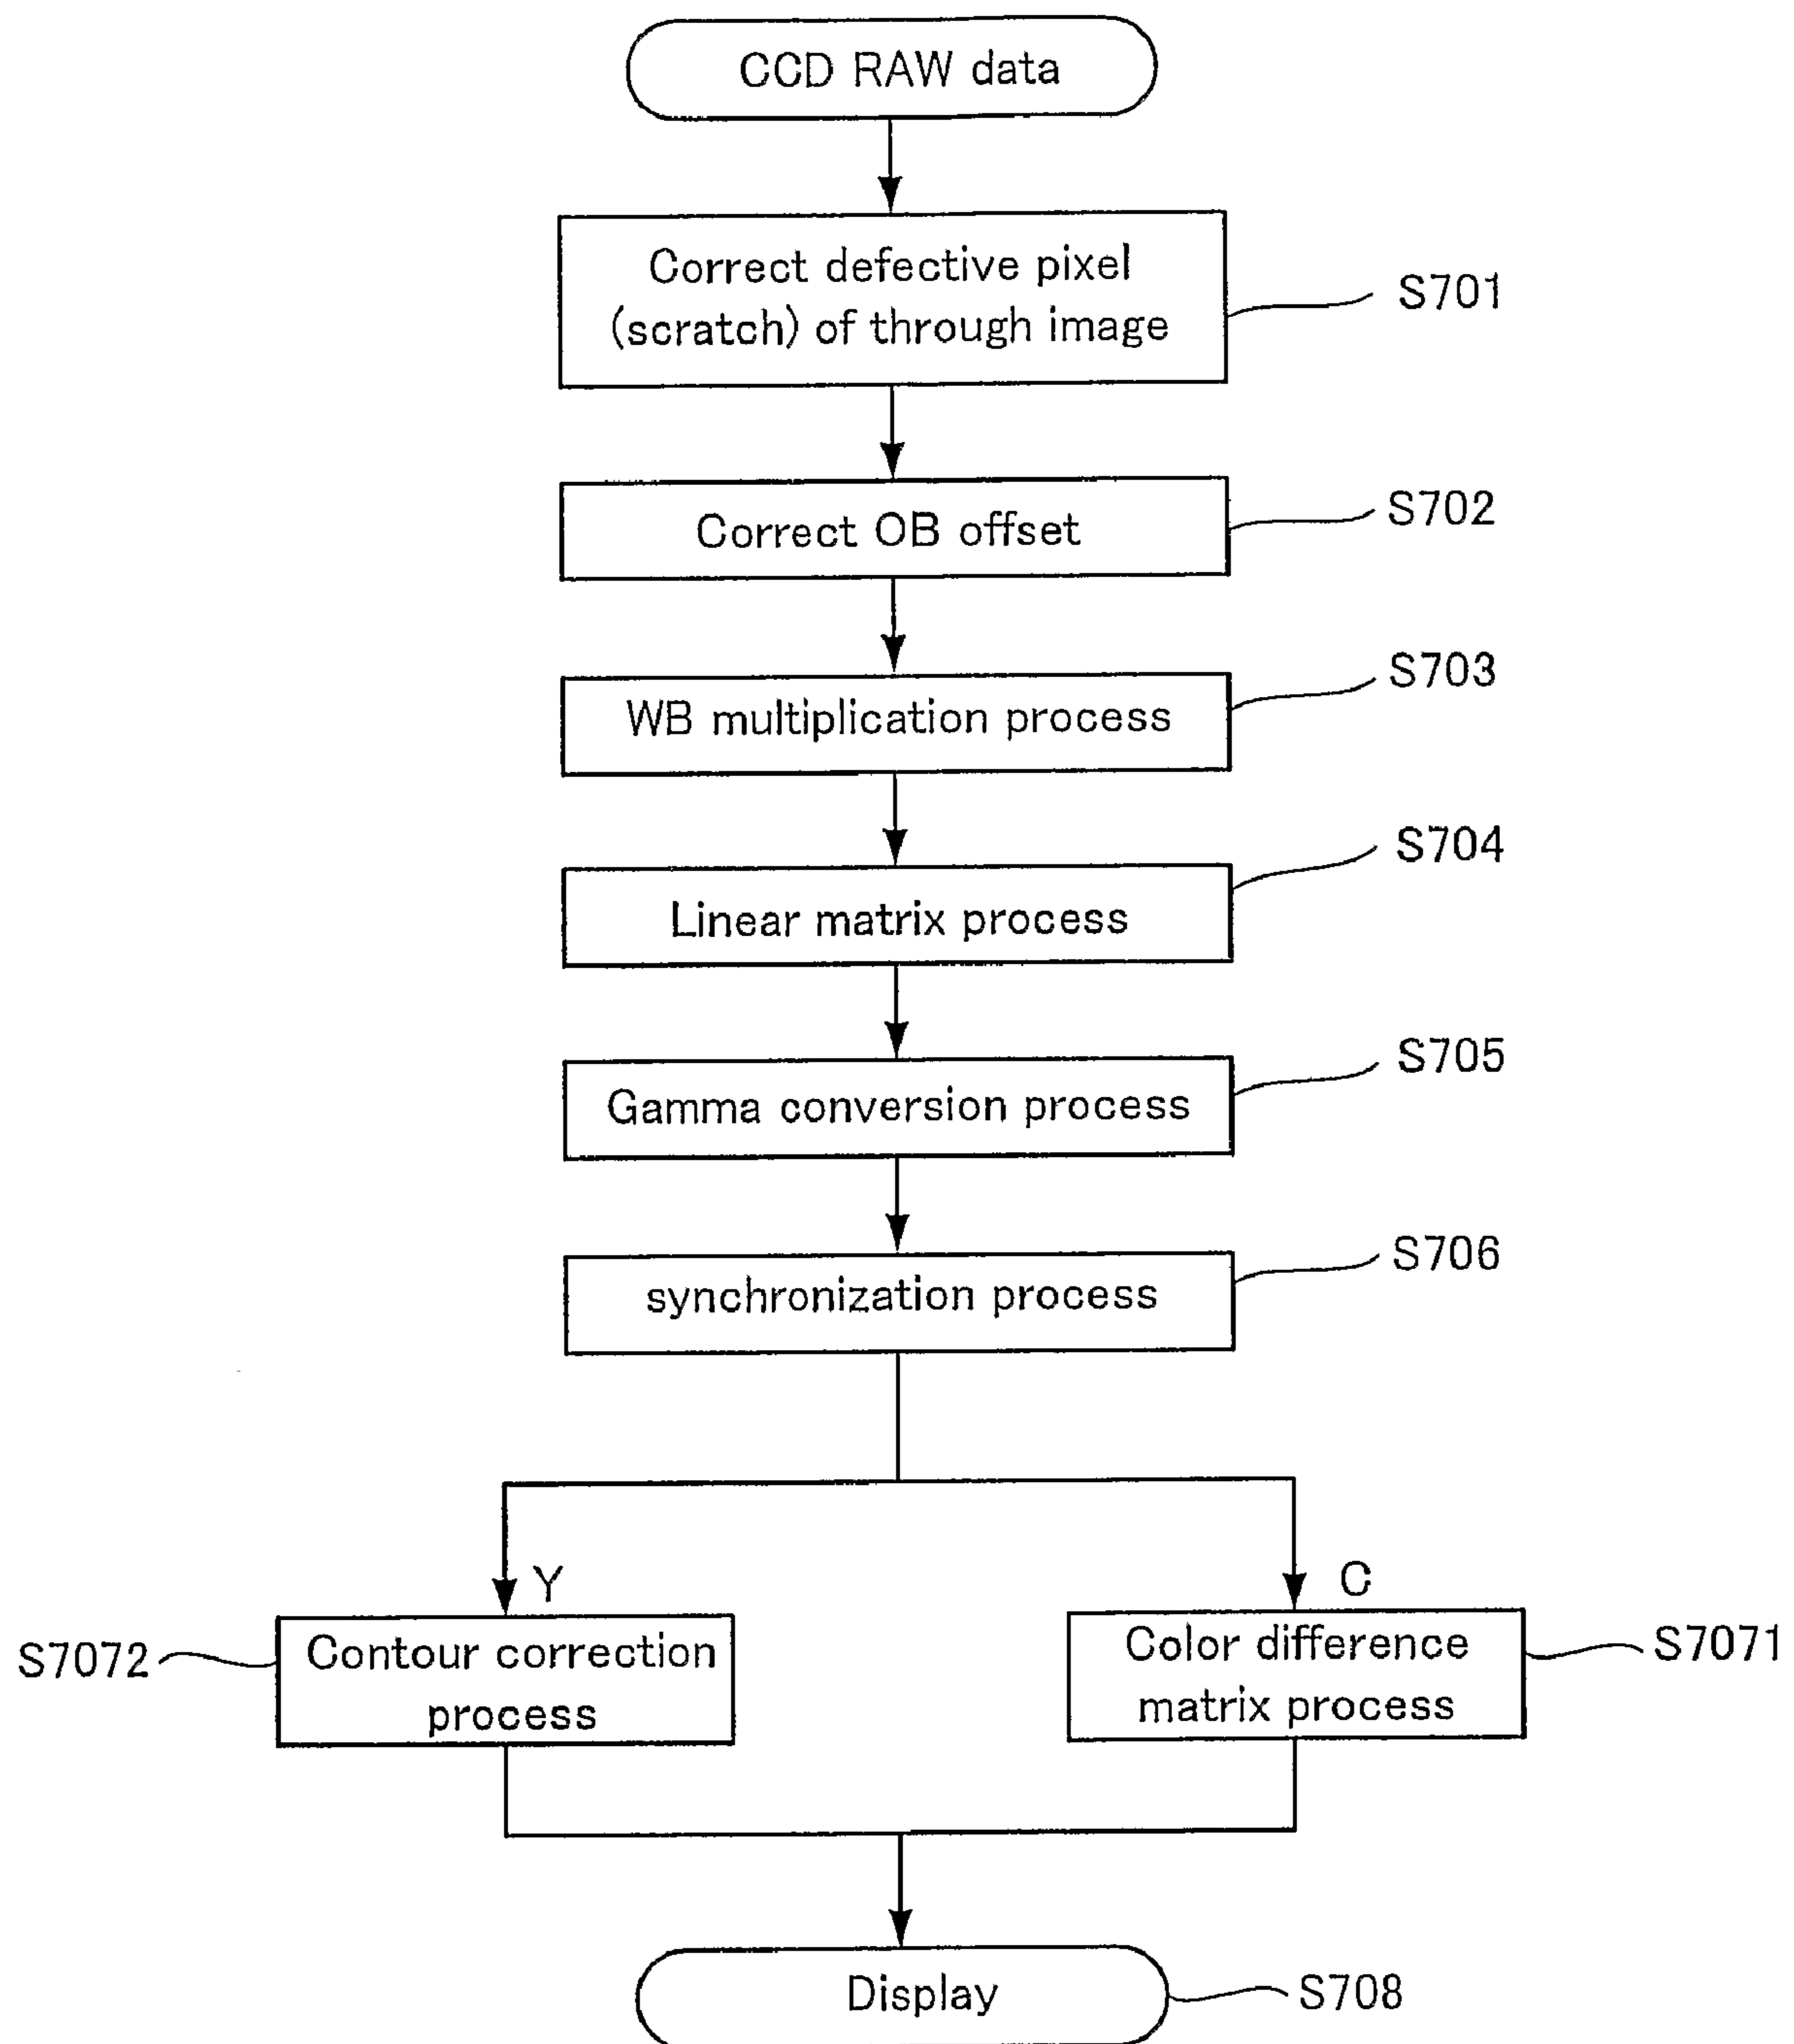 CCD RAW data
Correct defective pixel
(scratch) of through image
S701
Correct OB offset
S702
WB multiplication process
S703
Linear matrix process
S704
Gamma conversion process
S705
synchronization process
S706
Y
C
S7072
Contour correction
process
Color difference
matrix process
S7071
Display
S708